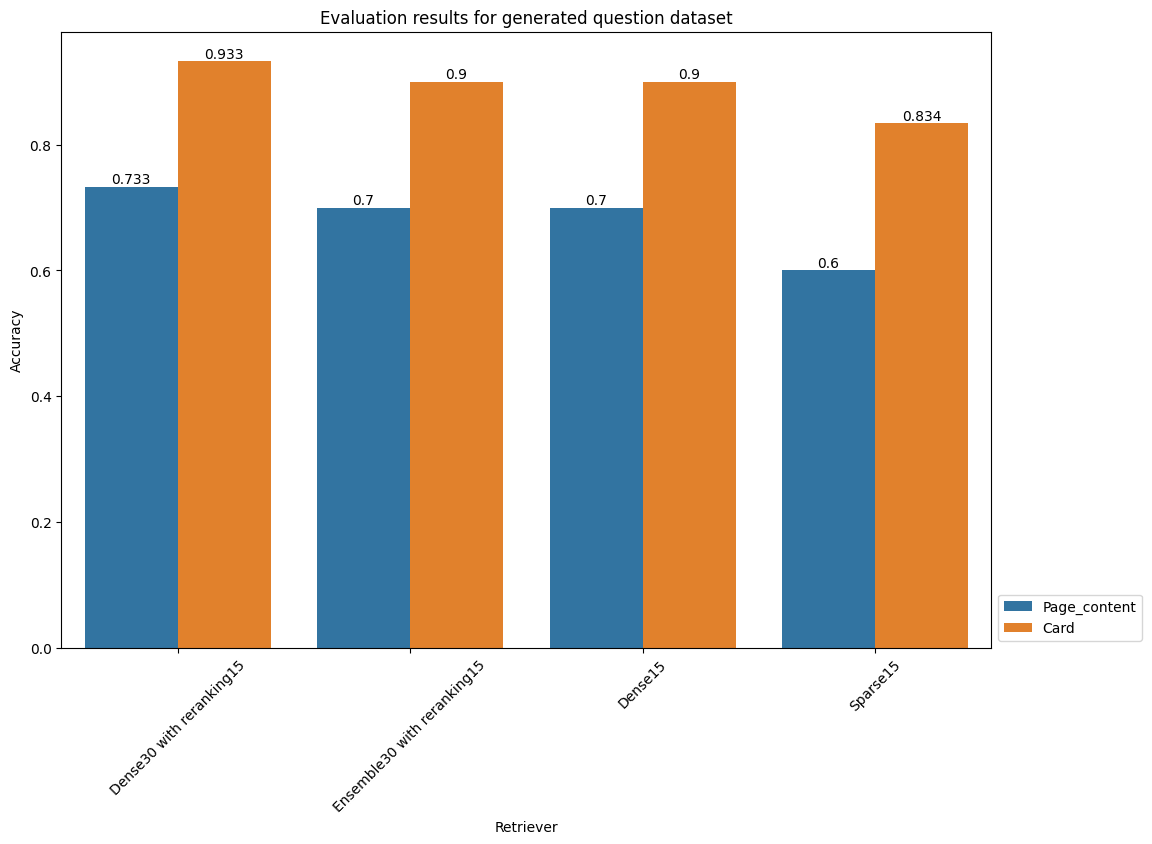 Evaluation results for generated question dataset
0.933
0.9
0.9
0.834
0.733
0.7
0.7
0.6
0.8
0.6
0.4
0.2
0.0
Accuracy
Page_content
Card
Dense30 with reranking15
Ensemble30 with reranking15
Dense15
Sparse15
Retriever